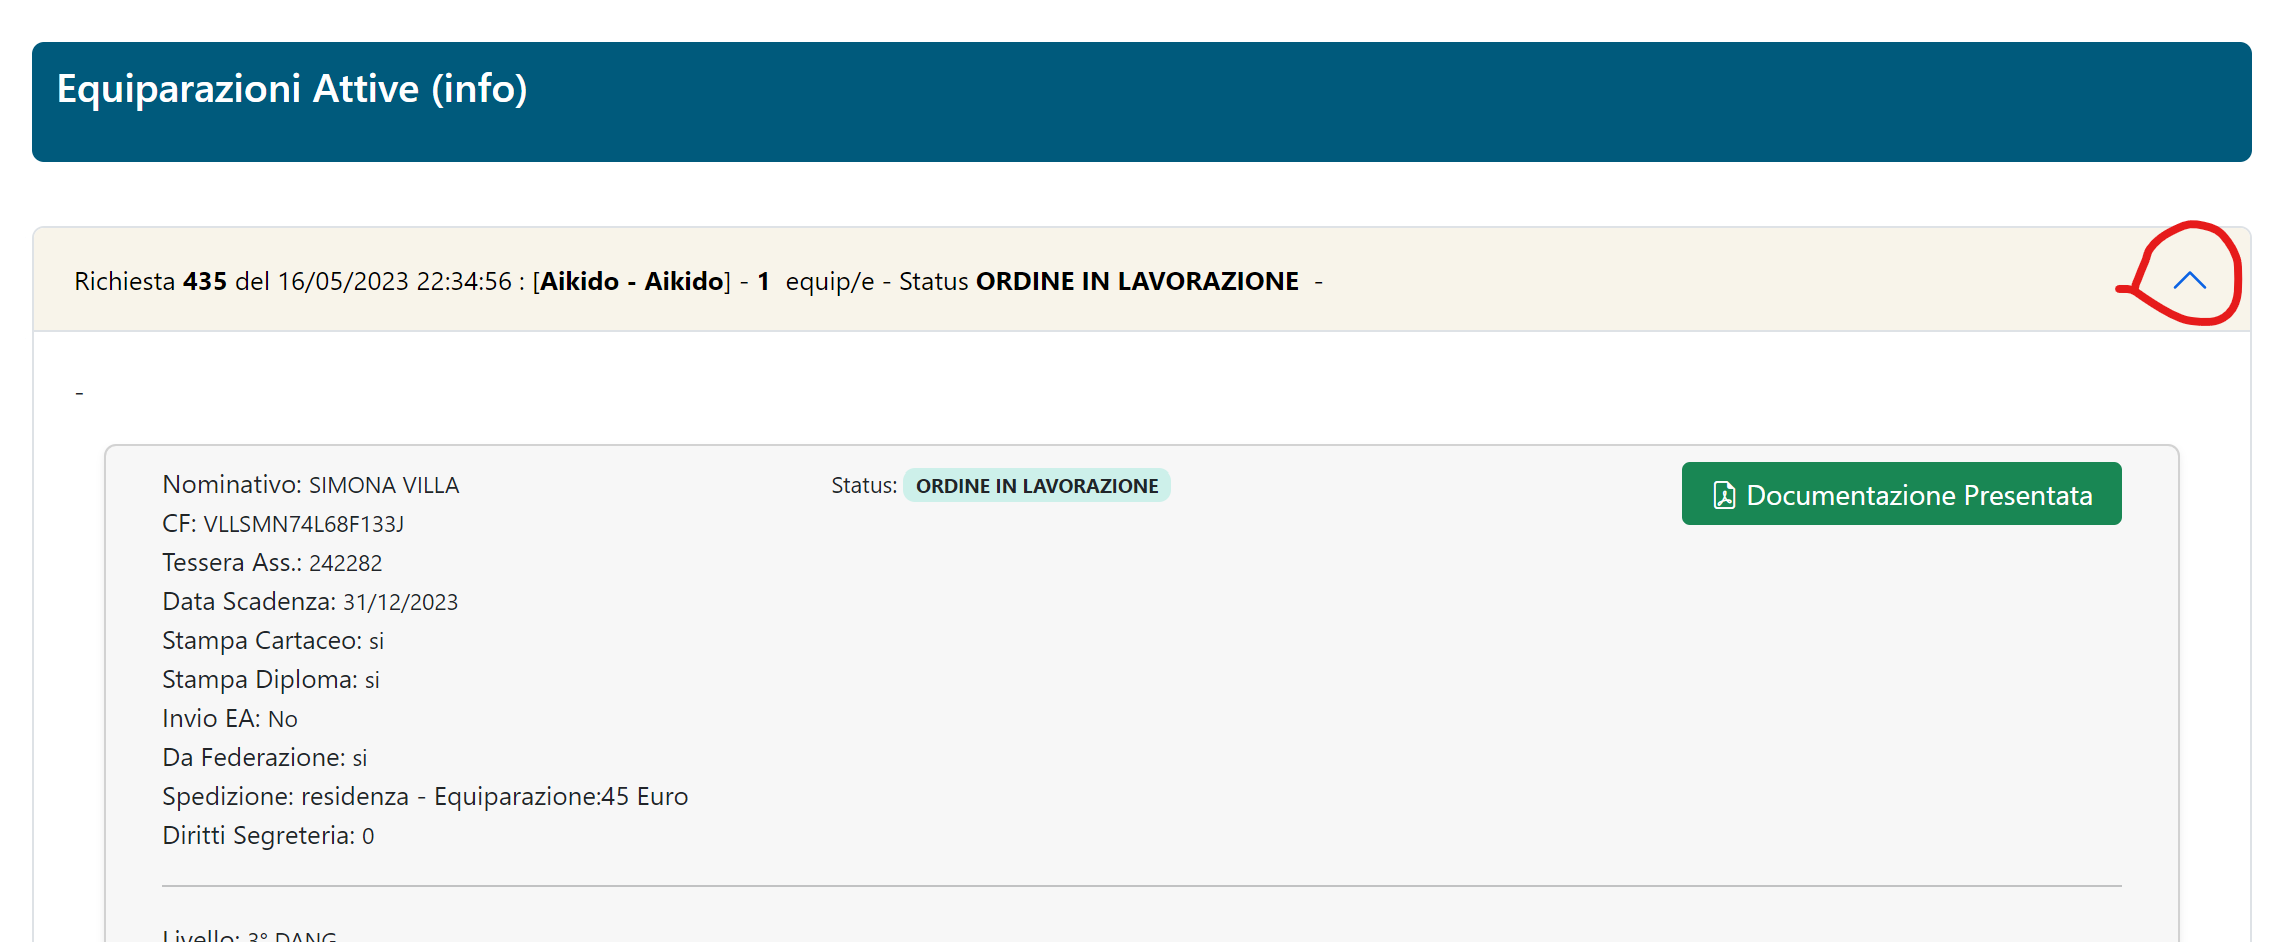 Equiparazioni Attive (info)
Richiesta 435 del 16/05/2023 22:34:56 : [Aikido - Aikido] - 1 equip/e - Status ORDINE IN LAVORAZIONE -
-
Nominativo: SIMONA VILLA
Status: ORDINE IN LAVORAZIONE
Documentazione Presentata
CF: VLLSMN74L68F133J
Tessera Ass.: 242282
Data Scadenza: 31/12/2023
Stampa Cartaceo: si
Stampa Diploma: si
Invio EA: No
Da Federazione: si
Spedizione: residenza - Equiparazione:45 Euro
Diritti Segreteria: 0
Livello: 3° DANG